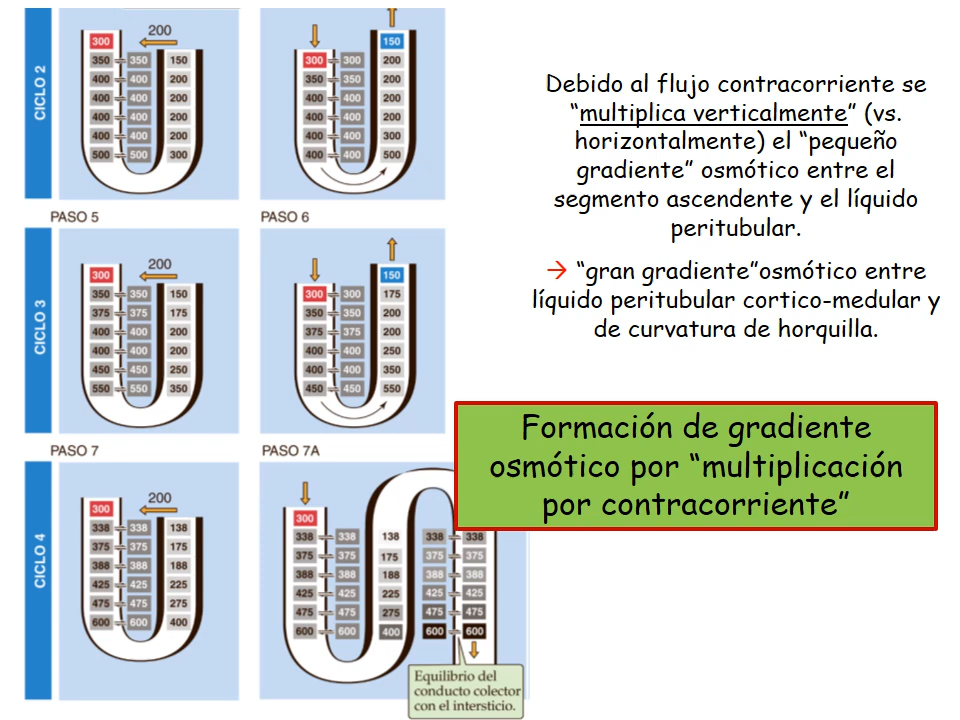 CICLO 2
200
300
350 350 150
400 400 200
400 400 200
400 400 200
400 400 200
500 500 300
150
300 300 200
350 350 200
400 400 200
400 400 200
400 400 200
400 400 500
PASO 5
PASO 6
CICLO 3
200
300
350 350 150
375 375 175
400 400 200
400 400 200
450 450 250
550 550 350
150
300 300 175
350 350 200
375 375 200
400 400 250
400 400 350
450 450 550
PASO 7
PASO 7A
CICLO 4
200
300
338 338 138
375 375 175
388 388 188
425 425 225
475 475 275
600 600 400
300
338 338 138 338 338
375 375 175 375 375
388 388 188 388 388
425 425 225 425 425
475 475 275 475 475
600 600 400 600 600
Equilibrio del
conducto colector
con el intersticio.
Debido al flujo contracorriente se
“multiplica verticalmente” (vs.
horizontalmente) el “pequeño
gradiente” osmótico entre el
segmento ascendente y el líquido
peritubular.
→ “gran gradiente”osmótico entre
líquido peritubular cortico-medular y
de curvatura de horquilla.
Formación de gradiente
osmótico por “multiplicación
por contracorriente”